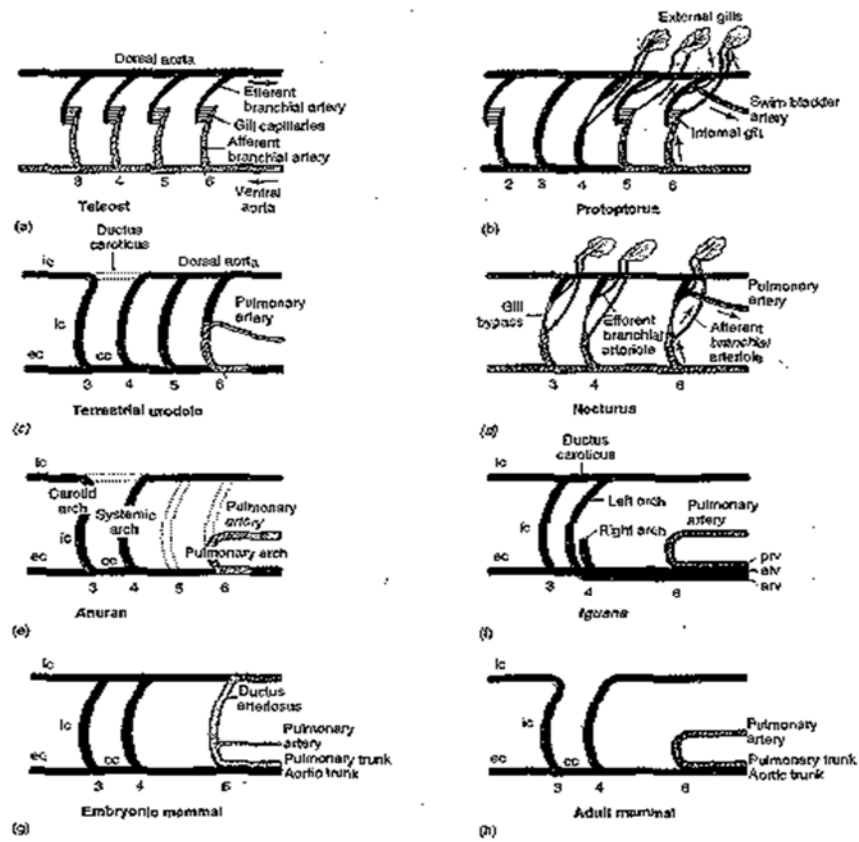 Dorsal aorta
Efferent
branchial artery
Gill capillaries
Afferent
branchial artery
3 4 5 6
Ventral
aorta
Teleost
(a)
External gills
Swim bladder
artery
Internal gill
2 3 4 5 6
Protopterus
(b)
Ductus
caroticus
ic
Dorsal aorta
Pulmonary
artery
ic
ec
cc
3 4 5 6
Terrestrial urodele
(c)
Pulmonary
artery
Gill
bypass
Efferent
branchial
arteriole
Afferent
branchial
arteriole
3 4 6
Necturus
(d)
ic
Carotid
arch
Systemic
arch
Pulmonary
artery
ic
Pulmonary arch
ec
cc
3 4 5 6
Anuran
(e)
Ductus
caroticus
ic
Left arch
Pulmonary
artery
ic
Right arch
ec
prv
elv
arv
3 4 6
Iguana
(f)
ic
Ductus
arteriosus
ic
Pulmonary
artery
ec
cc
Pulmonary trunk
Aortic trunk
3 4 6
Embryonic mammal
(g)
ic
ic
Pulmonary
artery
ec
cc
Pulmonary trunk
Aortic trunk
3 4 6
Adult mammal
(h)